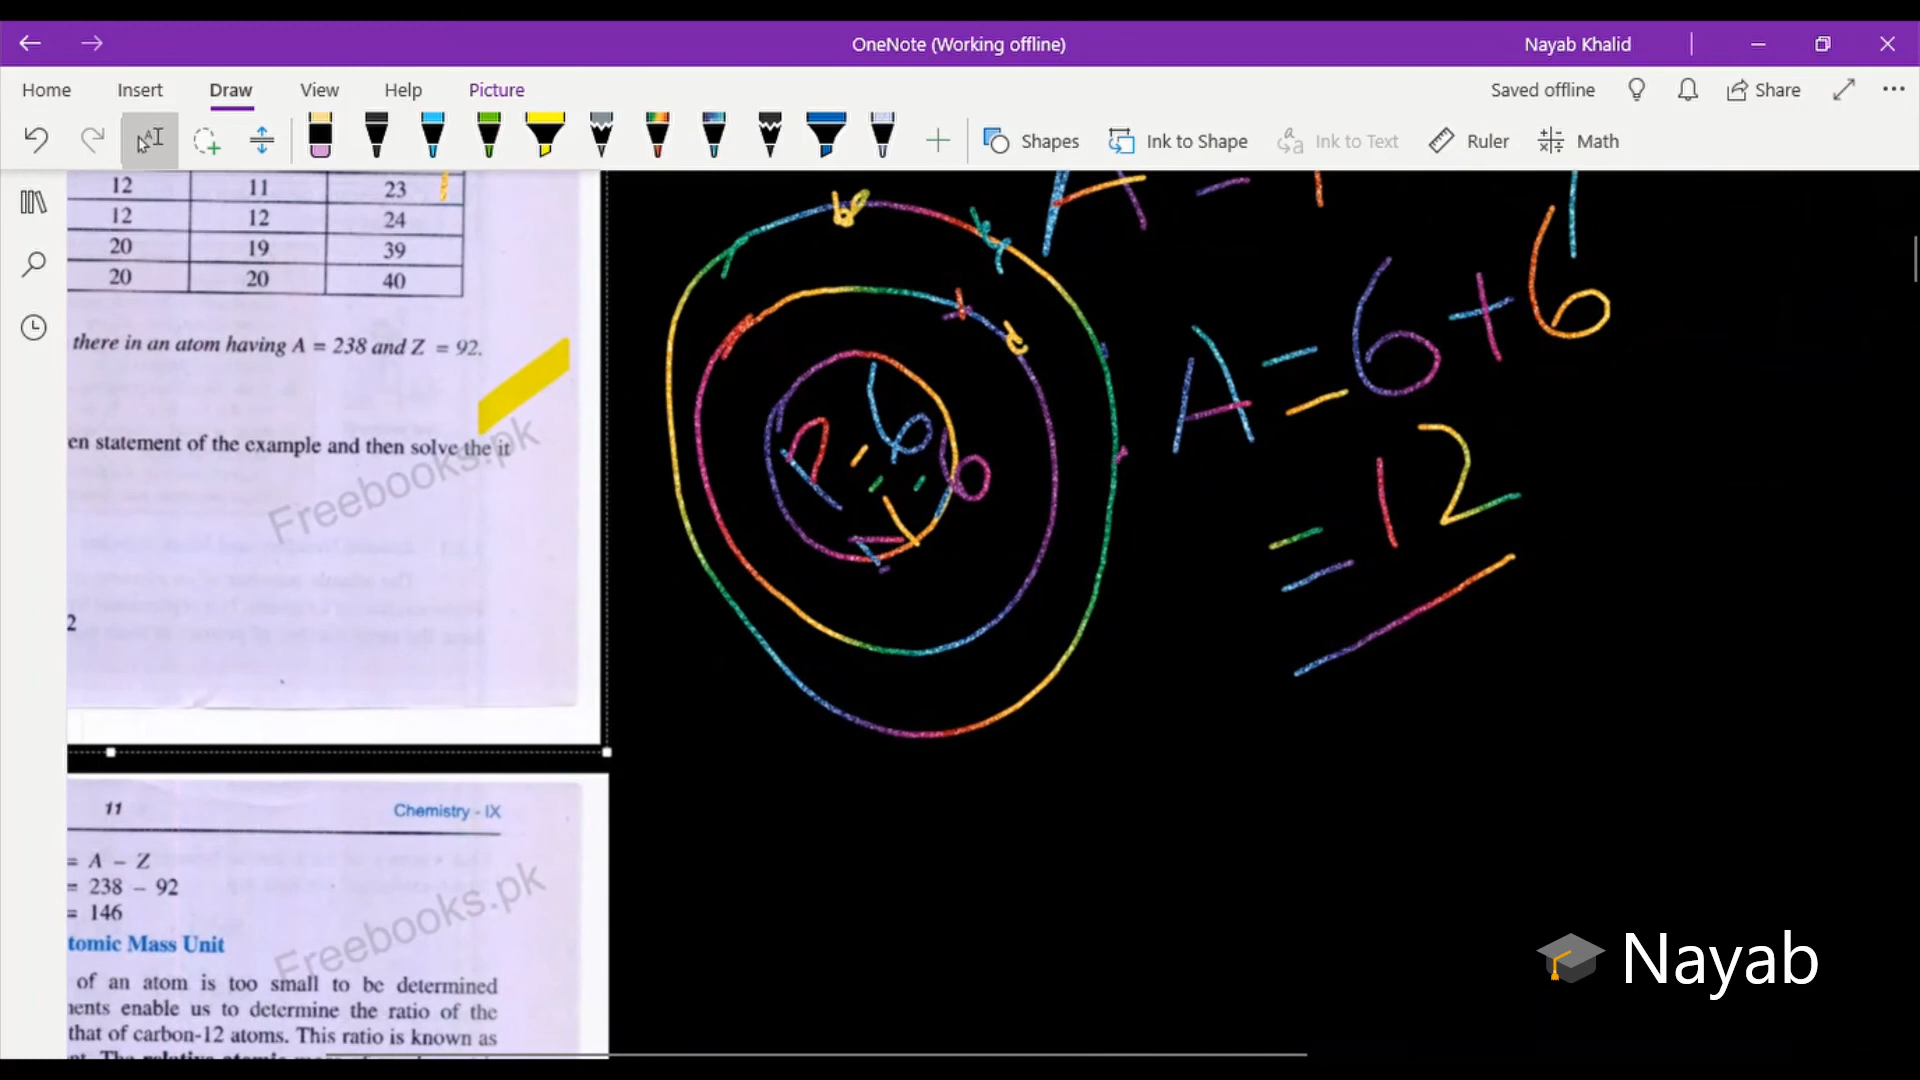 OneNote (Working offline)
Nayab Khalid
Home Insert Draw View Help Picture
Saved offline
Share
Shapes
Ink to Shape
Ink to Text
Ruler
Math
12 11 23
12 12 24
20 19 39
20 20 40
there in an atom having A = 238 and Z = 92.
en statement of the example and then solve the it
Freebooks.pk
2
11 Chemistry - IX
= A – Z
= 238 – 92
= 146
tomic Mass Unit
of an atom is too small to be determined
ents enable us to determine the ratio of the
that of carbon-12 atoms. This ratio is known as
Freebooks.pk
P = 6
= 6
A =
A = 6 + 6
= 12
Nayab